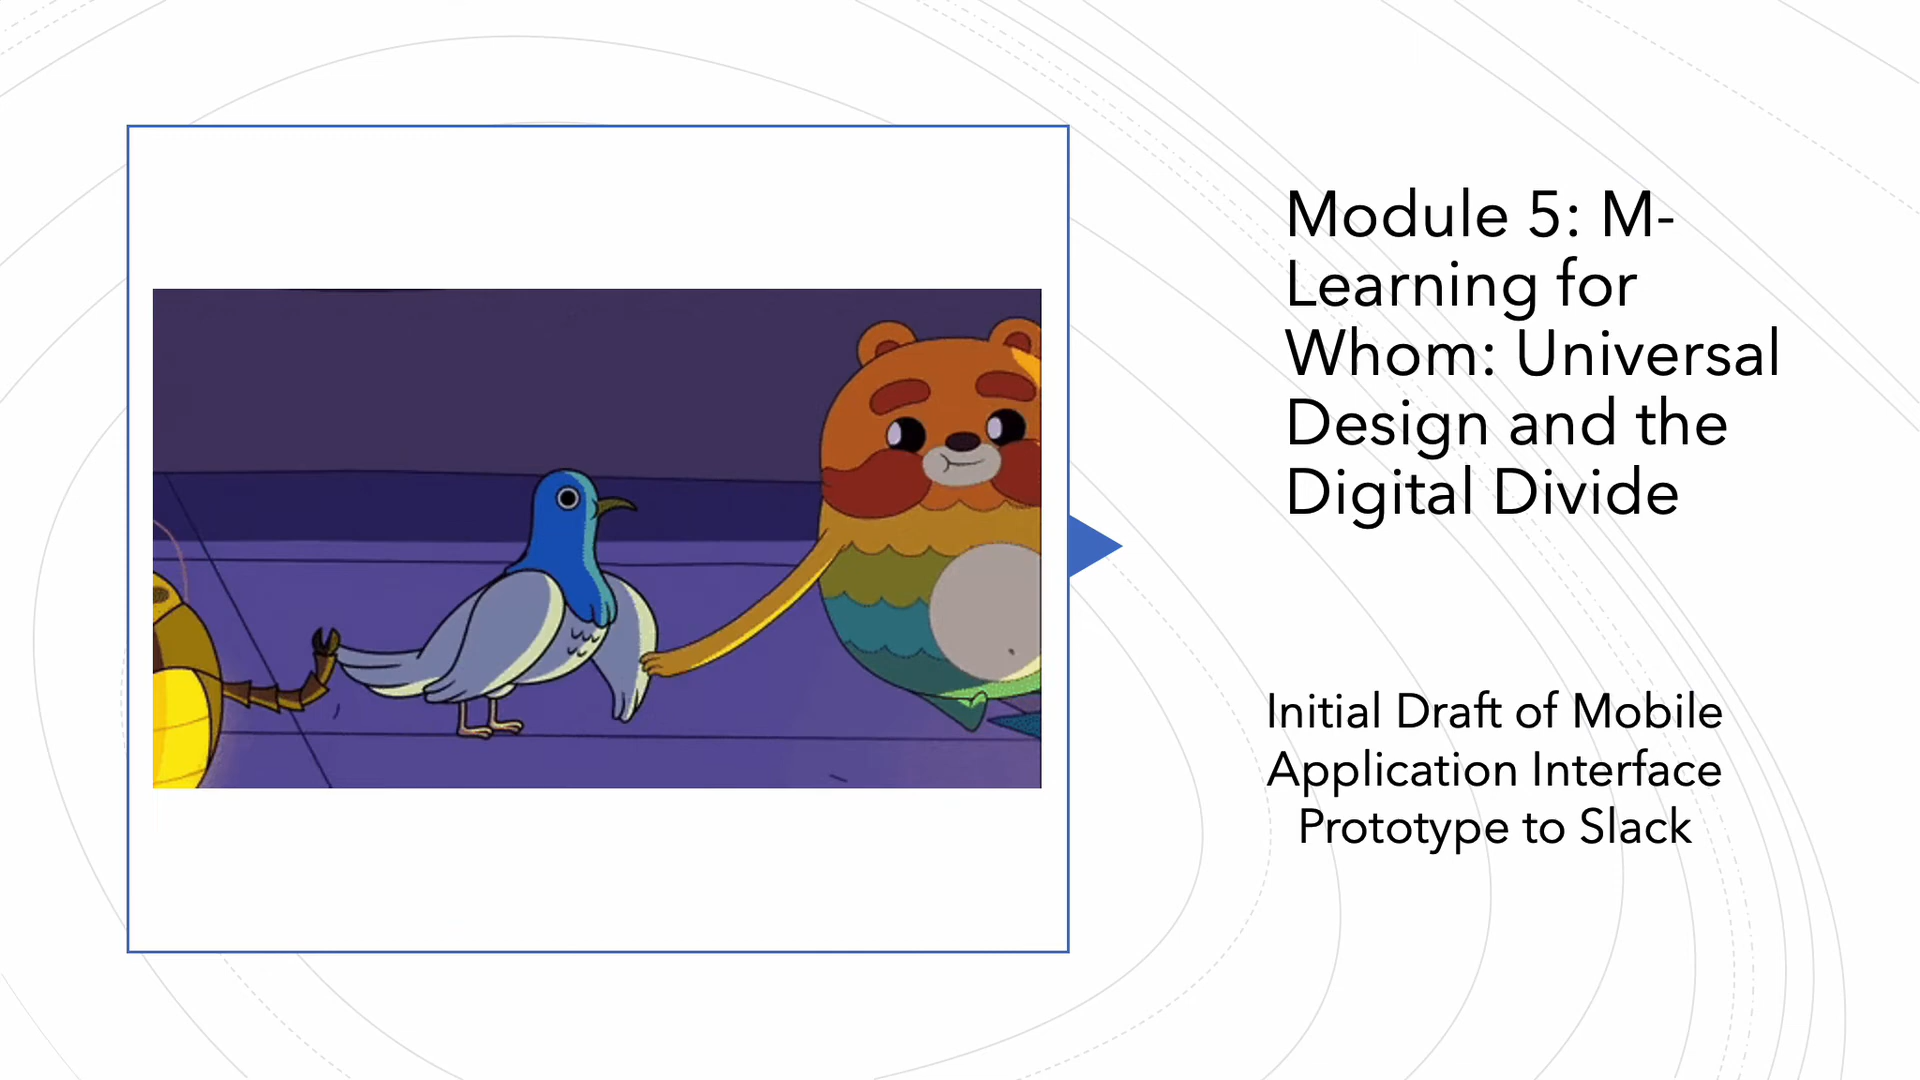 Module 5: M-
Learning for
Whom: Universal
Design and the
Digital Divide
Initial Draft of Mobile
Application Interface
Prototype to Slack